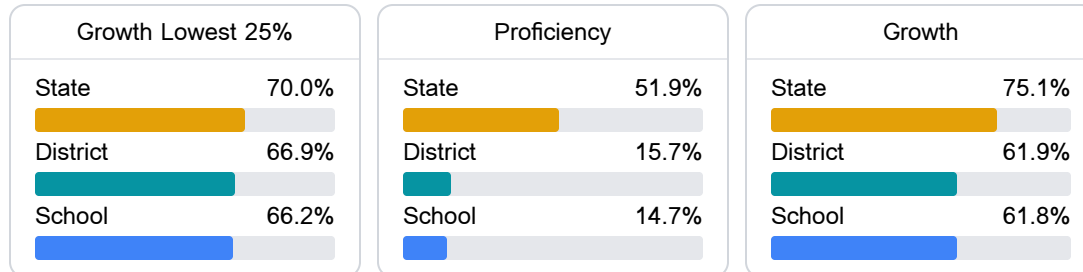 Growth Lowest 25%
State 70.0%
District 66.9%
School 66.2%
Proficiency
State 51.9%
District 15.7%
School 14.7%
Growth
State 75.1%
District 61.9%
School 61.8%